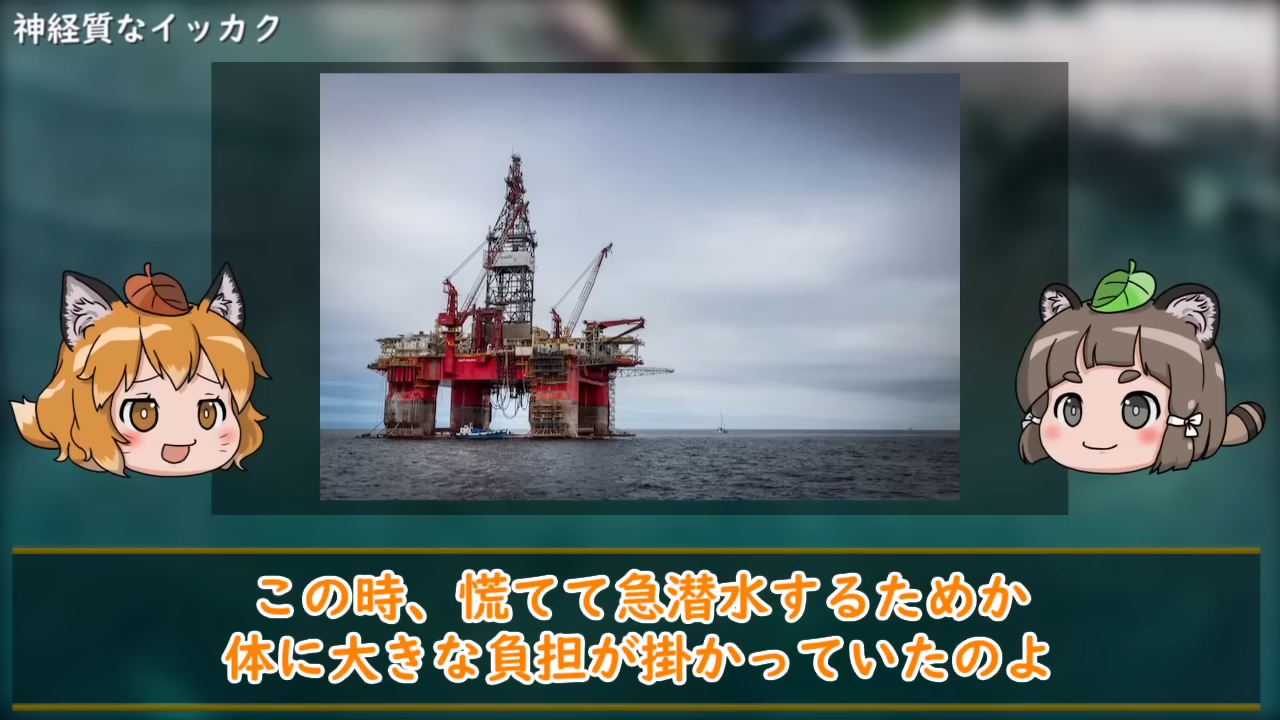 神経質なイッカク
この時、慌てて急潜水するためか
体に大きな負担が掛かっていたのよ